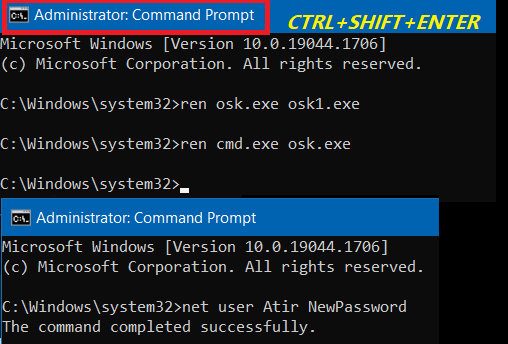 Administrator: Command Prompt
CTRL+SHIFT+ENTER
Microsoft Windows [Version 10.0.19044.1706]
(c) Microsoft Corporation. All rights reserved.
C:\Windows\system32>ren osk.exe osk1.exe
C:\Windows\system32>ren cmd.exe osk.exe
C:\Windows\system32>
Administrator: Command Prompt
Microsoft Windows [Version 10.0.19044.1706]
(c) Microsoft Corporation. All rights reserved.
C:\Windows\system32>net user Atir NewPassword
The command completed successfully.